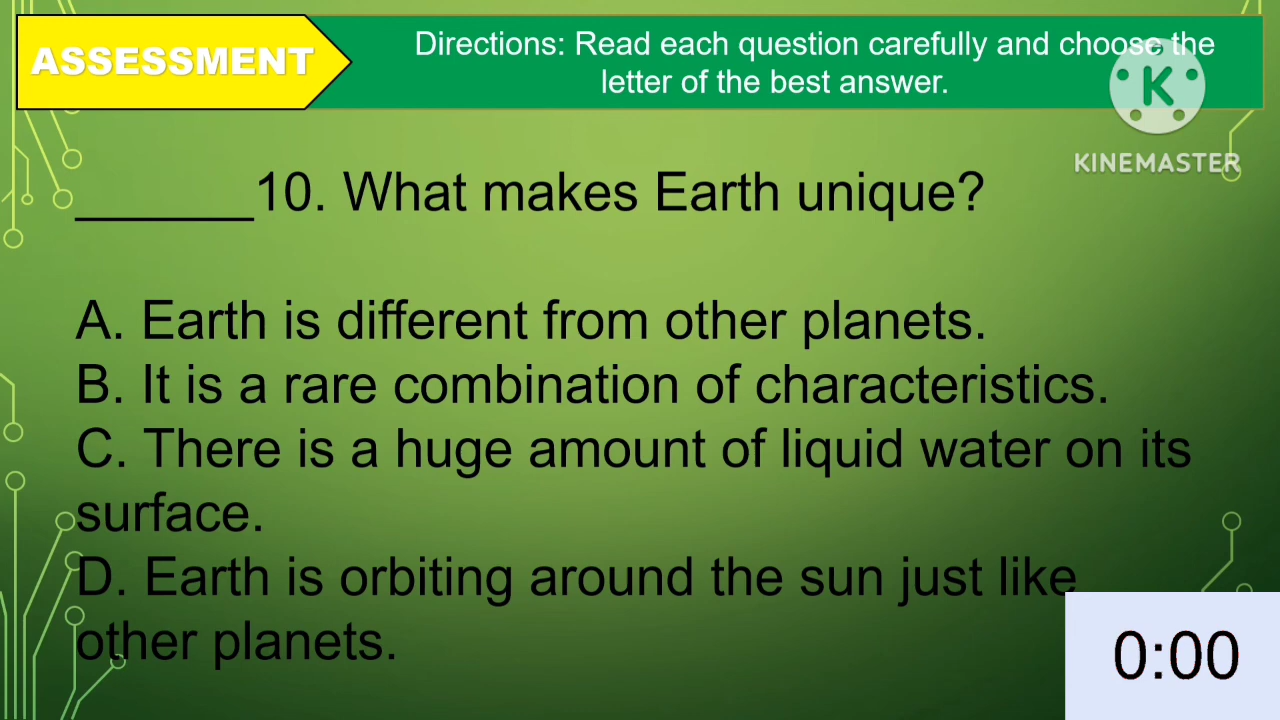 ASSESSMENT
Directions: Read each question carefully and choose the
letter of the best answer.
KINEMASTER
______10. What makes Earth unique?
A. Earth is different from other planets.
B. It is a rare combination of characteristics.
C. There is a huge amount of liquid water on its
surface.
D. Earth is orbiting around the sun just like
other planets.
0:00